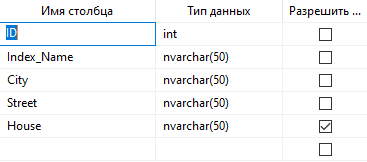 Имя столбца Тип данных Разрешить ...
ID int
Index_Name nvarchar(50)
City nvarchar(50)
Street nvarchar(50)
House nvarchar(50)